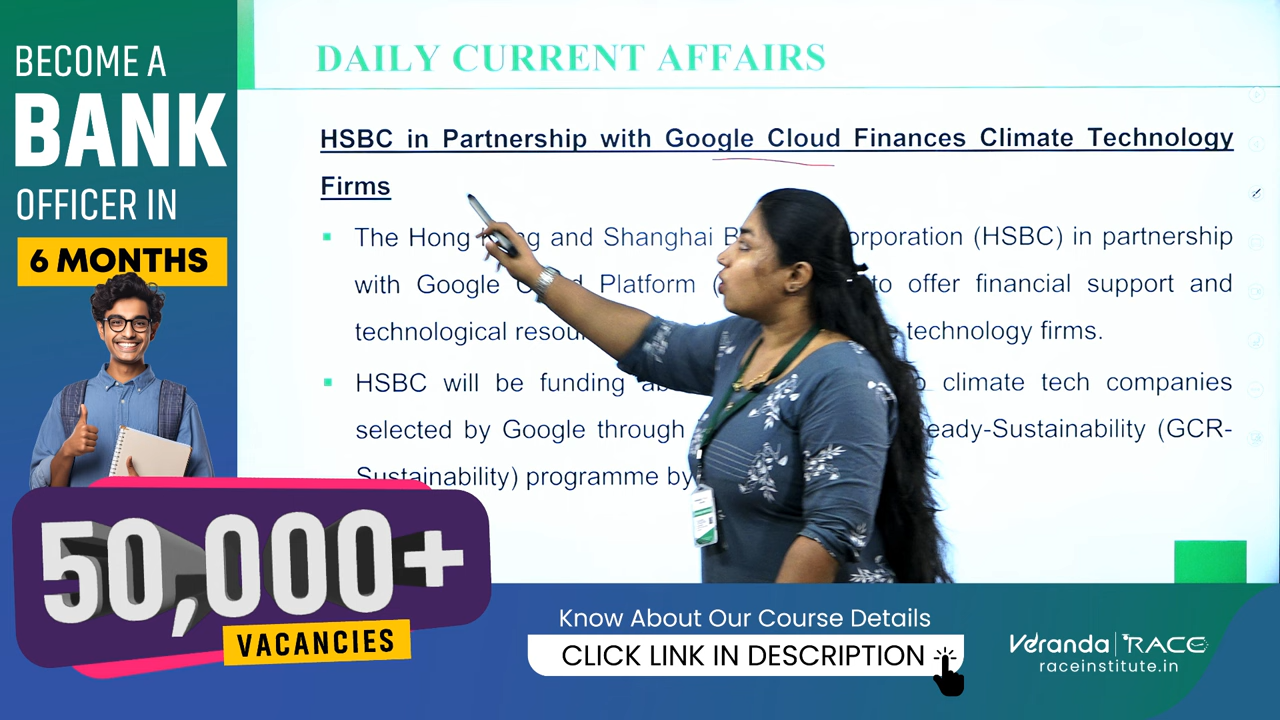 BECOME A
BANK
OFFICER IN
6 MONTHS
50,000+
VACANCIES
DAILY CURRENT AFFAIRS
HSBC in Partnership with Google Cloud Finances Climate Technology
Firms
The Hong and Shanghai Corporation (HSBC) in partnership
with Google Platform to offer financial support and
technological technology firms.
HSBC will be funding climate tech companies
selected by Google through Ready-Sustainability (GCR-
Sustainability) programme by
Know About Our Course Details
CLICK LINK IN DESCRIPTION
Veranda | RACE
raceinstitute.in